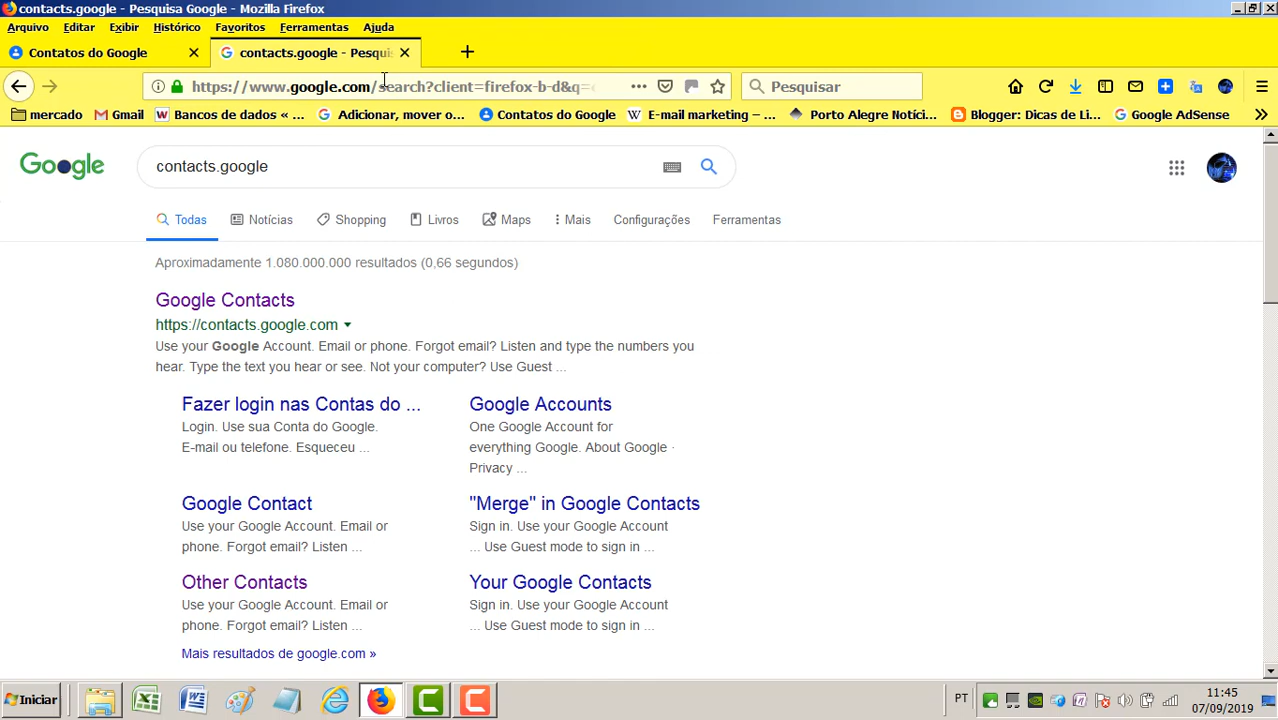 contacts.google - Pesquisa Google - Mozilla Firefox
Arquivo Editar Exibir Histórico Favoritos Ferramentas Ajuda
Contatos do Google contacts.google - Pesqui
https://www.google.com/search?client=firefox-b-d&q= Pesquisar
mercado Gmail Bancos de dados « ... Adicionar, mover o... Contatos do Google E-mail marketing – ... Porto Alegre Notíci... Blogger: Dicas de Li... Google AdSense
Google contacts.google
Todas Notícias Shopping Livros Maps Mais Configurações Ferramentas
Aproximadamente 1.080.000.000 resultados (0,66 segundos)
Google Contacts
https://contacts.google.com
Use your Google Account. Email or phone. Forgot email? Listen and type the numbers you
hear. Type the text you hear or see. Not your computer? Use Guest ...
Fazer login nas Contas do ...
Login. Use sua Conta do Google.
E-mail ou telefone. Esqueceu ...
Google Accounts
One Google Account for
everything Google. About Google ·
Privacy ...
Google Contact
Use your Google Account. Email or
phone. Forgot email? Listen ...
"Merge" in Google Contacts
Sign in. Use your Google Account
... Use Guest mode to sign in ...
Other Contacts
Use your Google Account. Email or
phone. Forgot email? Listen ...
Your Google Contacts
Sign in. Use your Google Account
... Use Guest mode to sign in ...
Mais resultados de google.com »
Iniciar PT 11:45
07/09/2019